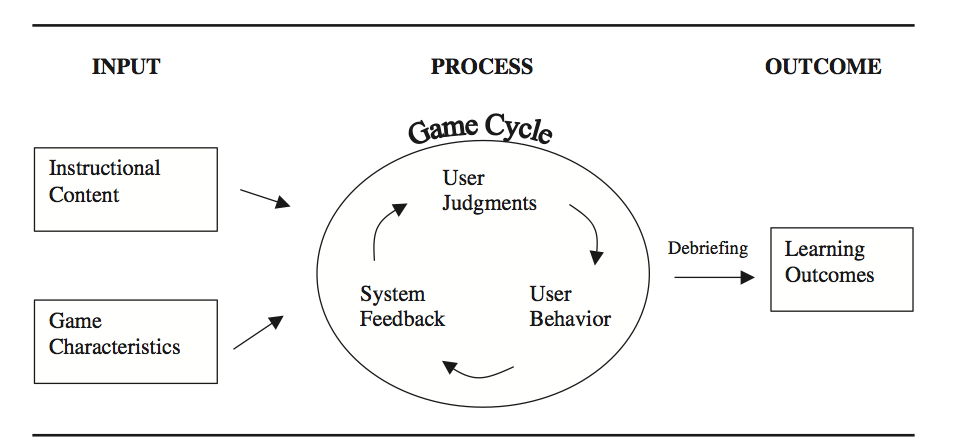 INPUT
PROCESS
OUTCOME
Game Cycle
Instructional
Content
User
Judgments
Debriefing
Learning
Outcomes
System
Feedback
User
Behavior
Game
Characteristics